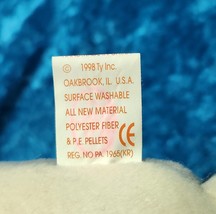 © 1998 Ty Inc.
OAKBROOK, IL. U.S.A.
SURFACE WASHABLE
ALL NEW MATERIAL
POLYESTER FIBER
& P.E. PELLETS CE
REG. NO PA. 1965(KR)